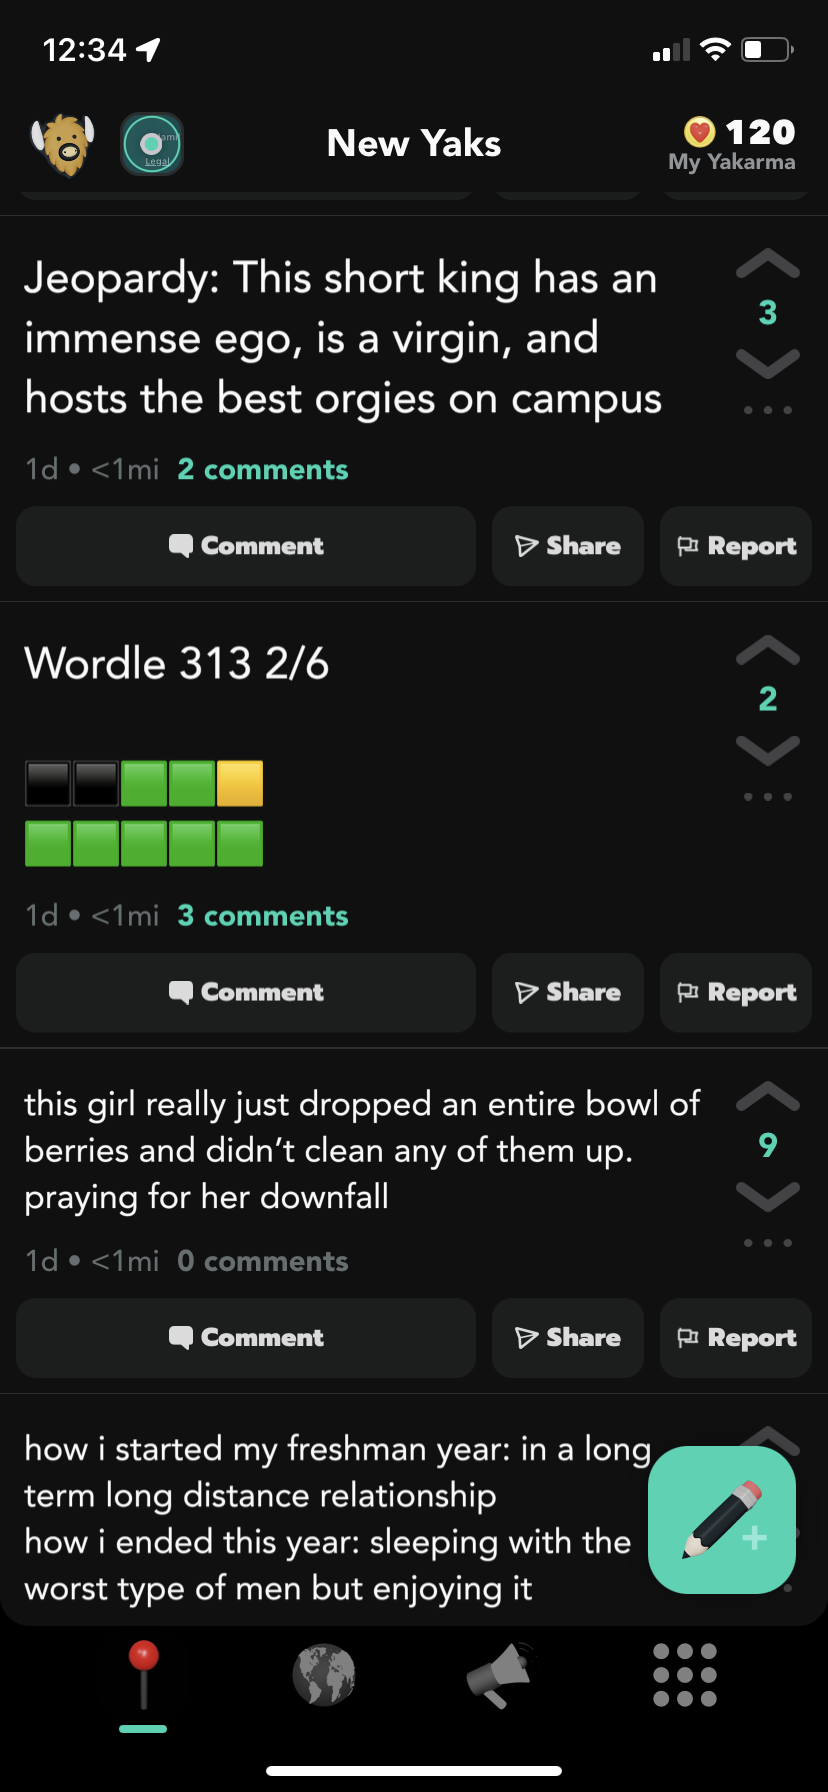 12:34
New Yaks
120
My Yakarma
Legal
Jeopardy: This short king has an
immense ego, is a virgin, and
hosts the best orgies on campus
3
1d • <1mi 2 comments
Comment Share Report
Wordle 313 2/6
2
⬛⬛🟩🟩🟨
🟩🟩🟩🟩🟩
1d • <1mi 3 comments
Comment Share Report
this girl really just dropped an entire bowl of
berries and didn’t clean any of them up.
praying for her downfall
9
1d • <1mi 0 comments
Comment Share Report
how i started my freshman year: in a long
term long distance relationship
how i ended this year: sleeping with the
worst type of men but enjoying it